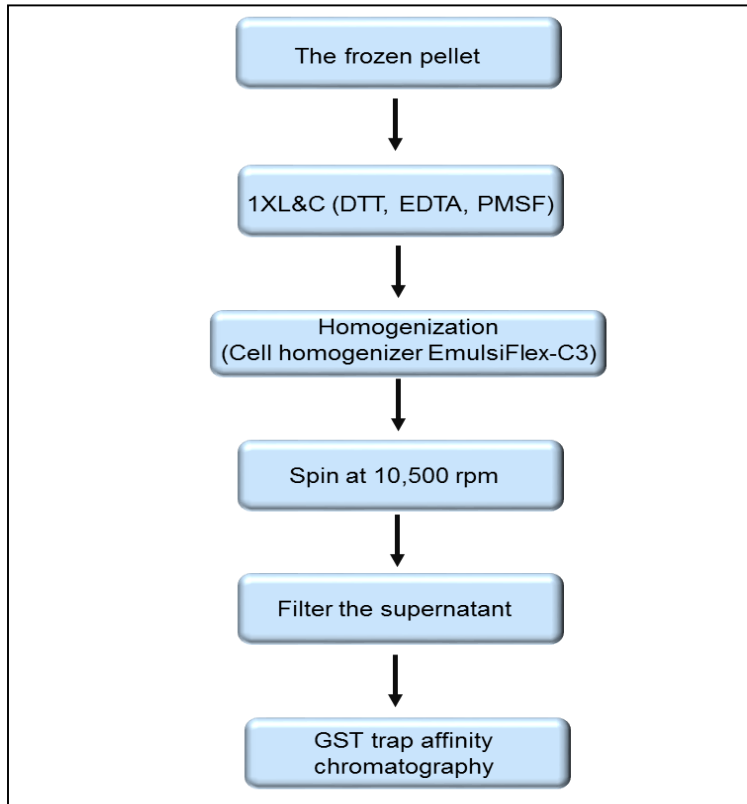 The frozen pellet
1XL&C (DTT, EDTA, PMSF)
Homogenization
(Cell homogenizer EmulsiFlex-C3)
Spin at 10,500 rpm
Filter the supernatant
GST trap affinity
chromatography